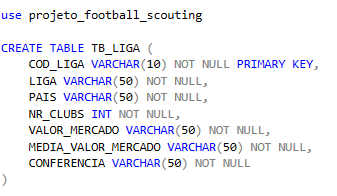 use projeto_football_scouting
CREATE TABLE TB_LIGA (
COD_LIGA VARCHAR(10) NOT NULL PRIMARY KEY,
LIGA VARCHAR(50) NOT NULL,
PAIS VARCHAR(50) NOT NULL,
NR_CLUBS INT NOT NULL,
VALOR_MERCADO VARCHAR(50) NOT NULL,
MEDIA_VALOR_MERCADO VARCHAR(50) NOT NULL,
CONFERENCIA VARCHAR(50) NOT NULL
)